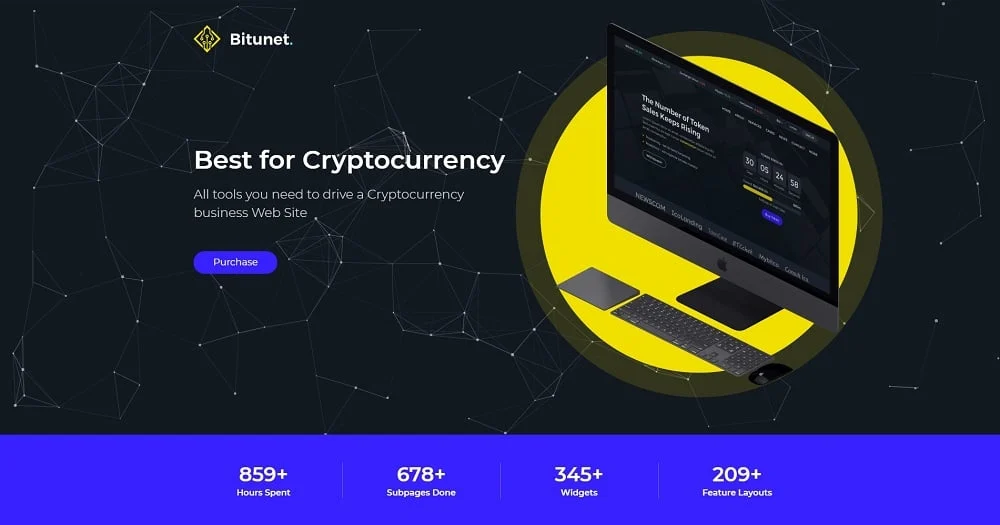 Bitunet.
Best for Cryptocurrency
All tools you need to drive a Cryptocurrency
business Web Site
Purchase
The Number of Token
Sales Keeps Rising
30 05 24 58
NEWSCOM IcoLanding
859+ 678+ 345+ 209+
Hours Spent Subpages Done Widgets Feature Layouts